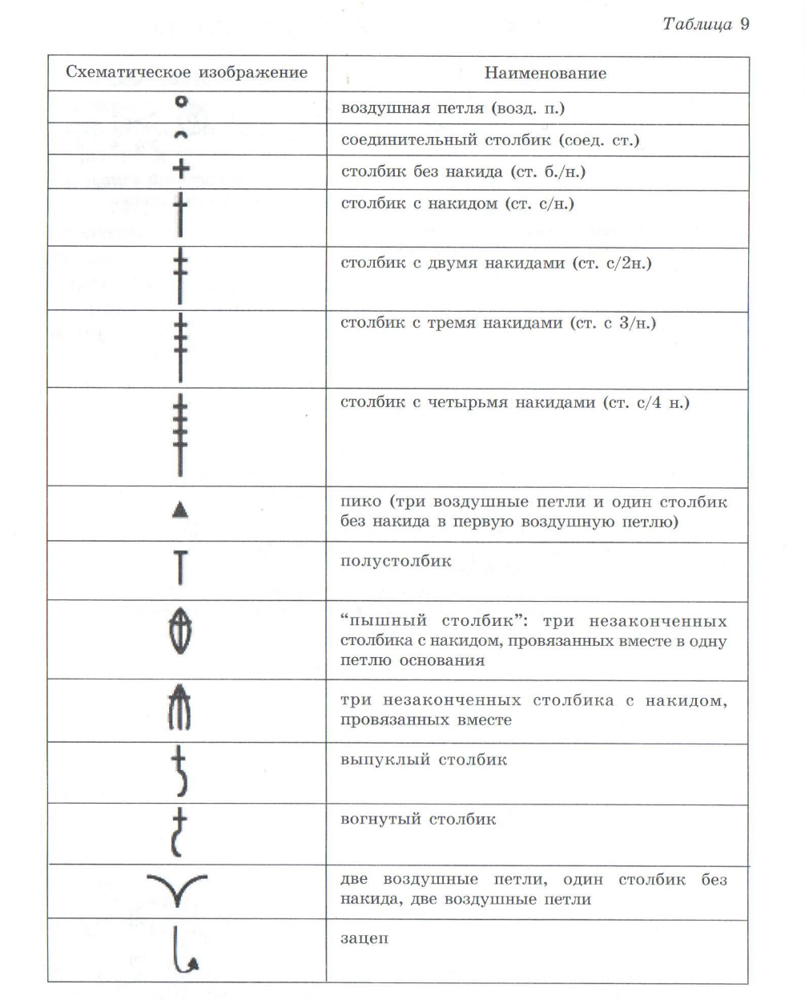 Таблица 9
Схематическое изображение
Наименование
воздушная петля (возд. п.)
соединительный столбик (соед. ст.)
столбик без накида (ст. б./н.)
столбик с накидом (ст. с/н.)
столбик с двумя накидами (ст. с/2н.)
столбик с тремя накидами (ст. с 3/н.)
столбик с четырьмя накидами (ст. с/4 н.)
пико (три воздушные петли и один столбик
без накида в первую воздушную петлю)
полустолбик
“пышный столбик”: три незаконченных
столбика с накидом, провязанных вместе в одну
петлю основания
три незаконченных столбика с накидом,
провязанных вместе
выпуклый столбик
вогнутый столбик
две воздушные петли, один столбик без
накида, две воздушные петли
зацеп